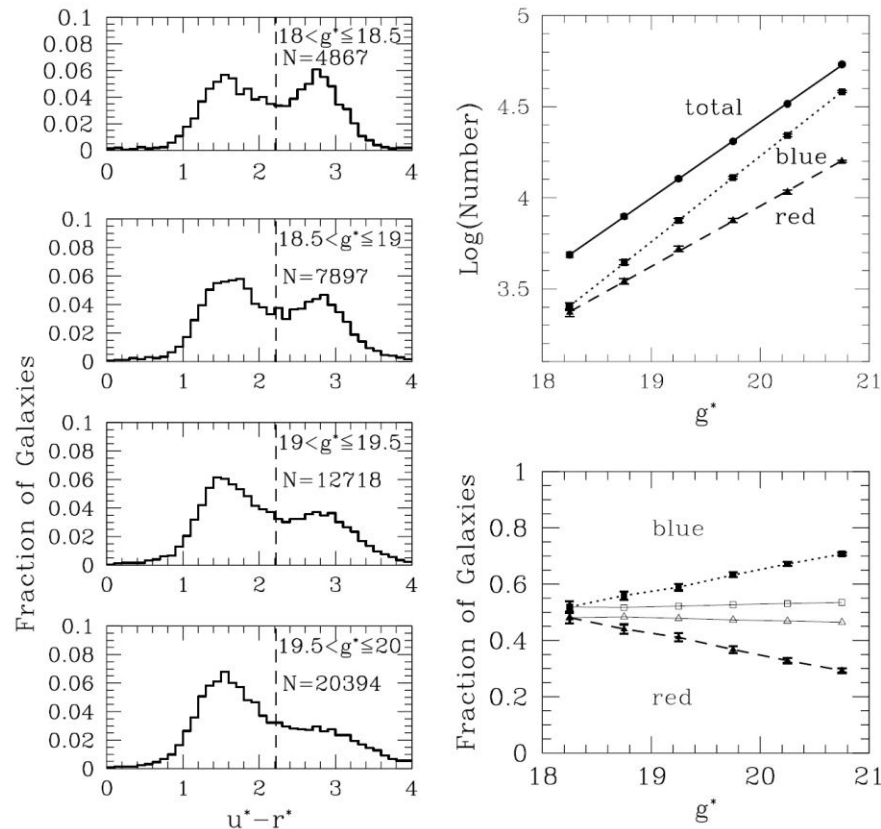 Fraction of Galaxies
0.1
0.08
0.06
0.04
0.02
0
18<g*≦18.5
N=4867
0 1 2 3 4
0.1
0.08
0.06
0.04
0.02
0
18.5<g*≦19
N=7897
0 1 2 3 4
0.1
0.08
0.06
0.04
0.02
0
19<g*≦19.5
N=12718
0 1 2 3 4
0.1
0.08
0.06
0.04
0.02
0
19.5<g*≦20
N=20394
0 1 2 3 4
u*-r*
Log(Number)
5
4.5
4
3.5
total
blue
red
18 19 20 21
g*
Fraction of Galaxies
1
0.8
0.6
0.4
0.2
0
blue
red
18 19 20 21
g*